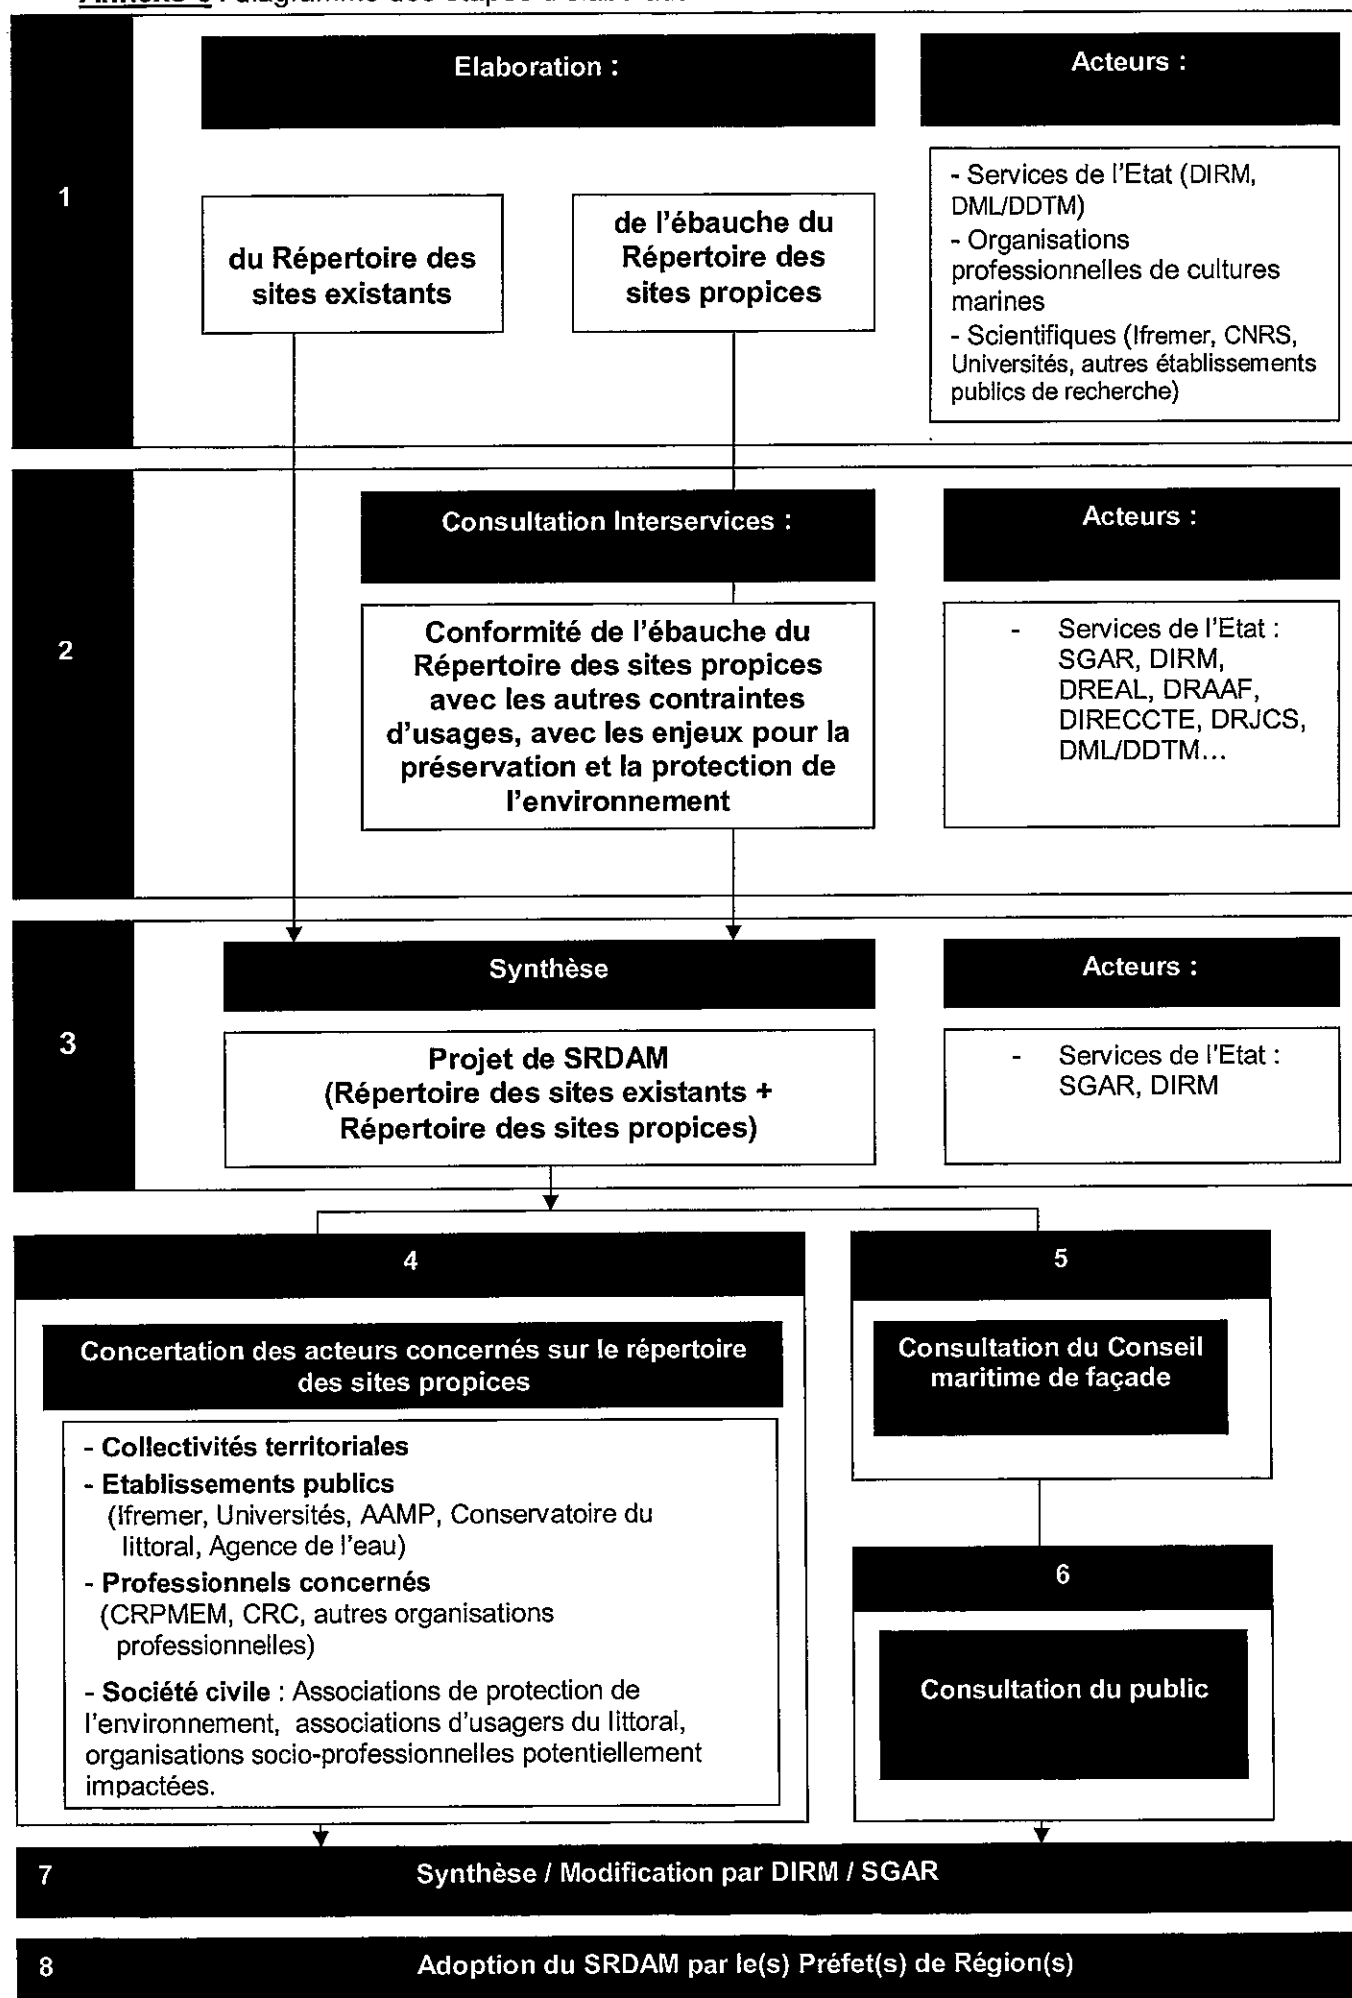 Elaboration :
Acteurs :
1
du Répertoire des
sites existants
de l'ébauche du
Répertoire des
sites propices
- Services de l'Etat (DIRM,
DML/DDTM)
- Organisations
professionnelles de cultures
marines
- Scientifiques (Ifremer, CNRS,
Universités, autres établissements
publics de recherche)
2
Consultation Interservices :
Acteurs :
Conformité de l'ébauche du
Répertoire des sites propices
avec les autres contraintes
d'usages, avec les enjeux pour la
préservation et la protection de
l'environnement
- Services de l'Etat :
SGAR, DIRM,
DREAL, DRAAF,
DIRECCTE, DRJCS,
DML/DDTM...
3
Synthèse
Acteurs :
Projet de SRDAM
(Répertoire des sites existants +
Répertoire des sites propices)
- Services de l'Etat :
SGAR, DIRM
4
Concertation des acteurs concernés sur le répertoire
des sites propices
- Collectivités territoriales
- Etablissements publics
(Ifremer, Universités, AAMP, Conservatoire du
littoral, Agence de l'eau)
- Professionnels concernés
(CRPMEM, CRC, autres organisations
professionnelles)
- Société civile : Associations de protection de
l'environnement, associations d'usagers du littoral,
organisations socio-professionnelles potentiellement
impactées.
5
Consultation du Conseil
maritime de façade
6
Consultation du public
7 Synthèse / Modification par DIRM / SGAR
8 Adoption du SRDAM par le(s) Préfet(s) de Région(s)